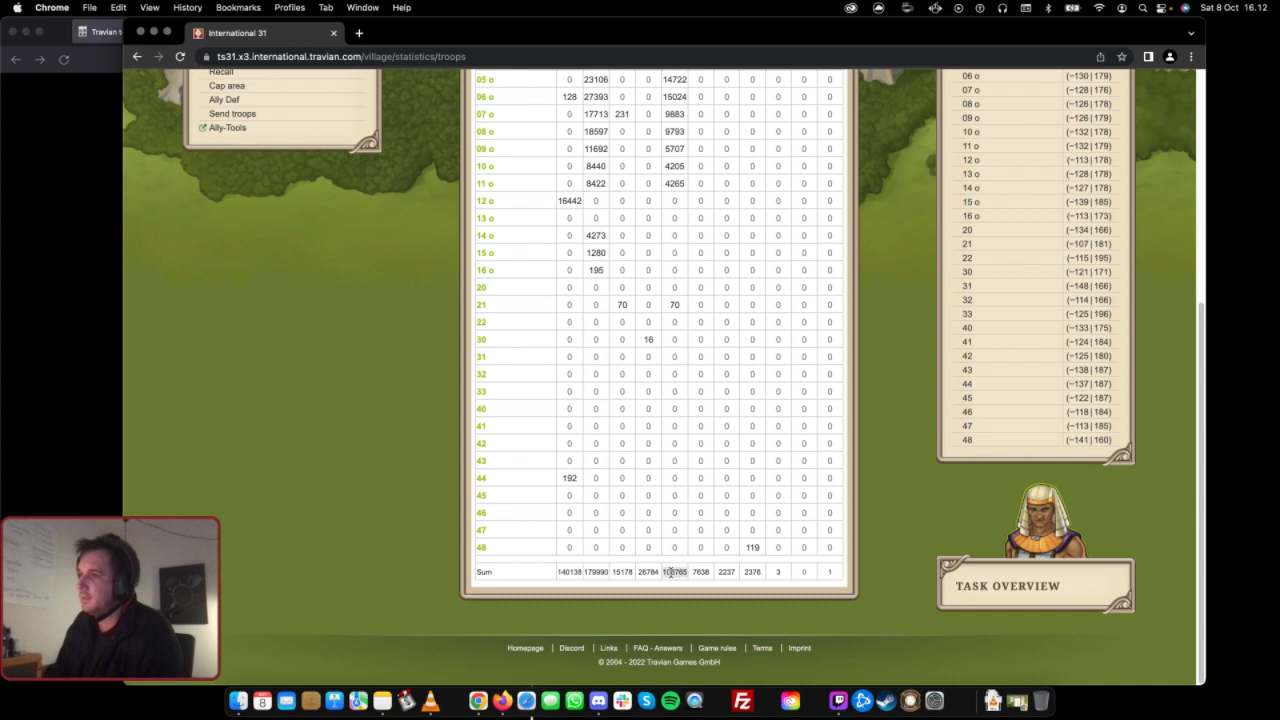 Chrome File Edit View History Bookmarks Profiles Tab Window Help Sat 8 Oct 16.12
Travian t
International 31
ts31.x3.international.travian.com/village/statistics/troops
Recall
Cap area
Ally Def
Send troops
Ally-Tools
05 o 0 23106 0 0 14722 0 0 0 0 0 0
06 o 128 27393 0 0 15024 0 0 0 0 0 0
07 o 0 17713 231 0 9883 0 0 0 0 0 0
08 o 0 18597 0 0 9793 0 0 0 0 0 0
09 o 0 11692 0 0 5707 0 0 0 0 0 0
10 o 0 8440 0 0 4205 0 0 0 0 0 0
11 o 0 8422 0 0 4265 0 0 0 0 0 0
12 o 16442 0 0 0 0 0 0 0 0 0 0
13 o 0 0 0 0 0 0 0 0 0 0 0
14 o 0 4273 0 0 0 0 0 0 0 0 0
15 o 0 1280 0 0 0 0 0 0 0 0 0
16 o 0 195 0 0 0 0 0 0 0 0 0
20 0 0 0 0 0 0 0 0 0 0 0
21 0 0 70 0 70 0 0 0 0 0 0
22 0 0 0 0 0 0 0 0 0 0 0
30 0 0 0 16 0 0 0 0 0 0 0
31 0 0 0 0 0 0 0 0 0 0 0
32 0 0 0 0 0 0 0 0 0 0 0
33 0 0 0 0 0 0 0 0 0 0 0
40 0 0 0 0 0 0 0 0 0 0 0
41 0 0 0 0 0 0 0 0 0 0 0
42 0 0 0 0 0 0 0 0 0 0 0
43 0 0 0 0 0 0 0 0 0 0 0
44 192 0 0 0 0 0 0 0 0 0 0
45 0 0 0 0 0 0 0 0 0 0 0
46 0 0 0 0 0 0 0 0 0 0 0
47 0 0 0 0 0 0 0 0 0 0 0
48 0 0 0 0 0 0 0 119 0 0 0
Sum 140138 179990 15178 26784 7638 2237 2376 3 0 1
06 o (−130|179)
07 o (−128|176)
08 o (−126|178)
09 o (−126|179)
10 o (−132|178)
11 o (−132|177)
12 o (−113|178)
13 o (−128|178)
14 o (−127|178)
15 o (−139|185)
16 o (−113|173)
20 (−134|166)
21 (−107|181)
22 (−115|195)
30 (−121|171)
31 (−148|166)
32 (−114|166)
33 (−125|196)
40 (−133|175)
41 (−124|184)
42 (−125|180)
43 (−138|187)
44 (−137|187)
45 (−122|187)
46 (−118|184)
47 (−113|185)
48 (−141|160)
TASK OVERVIEW
Homepage | Discord | Links | FAQ - Answers | Game rules | Terms | Imprint
© 2004 - 2022 Travian Games GmbH